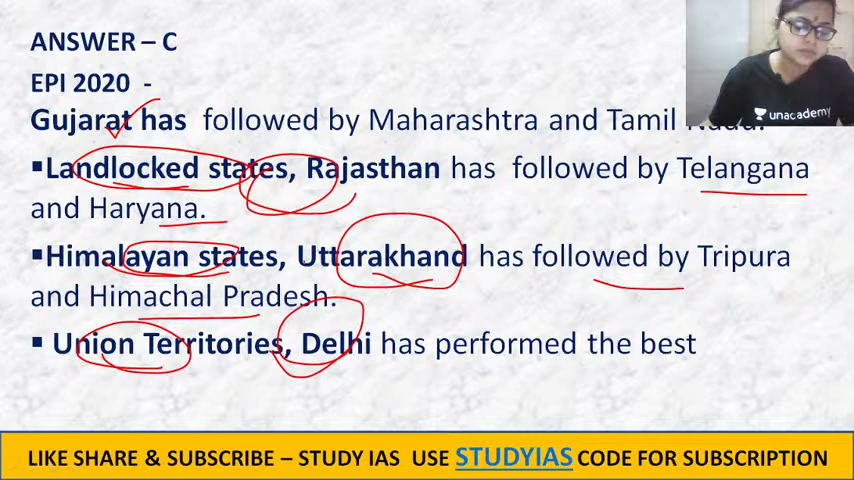 ANSWER – C
EPI 2020 -
Gujarat has followed by Maharashtra and Tamil
▪Landlocked states, Rajasthan has followed by Telangana
and Haryana.
▪Himalayan states, Uttarakhand has followed by Tripura
and Himachal Pradesh.
▪ Union Territories, Delhi has performed the best
unacademy
LIKE SHARE & SUBSCRIBE – STUDY IAS USE STUDYIAS CODE FOR SUBSCRIPTION